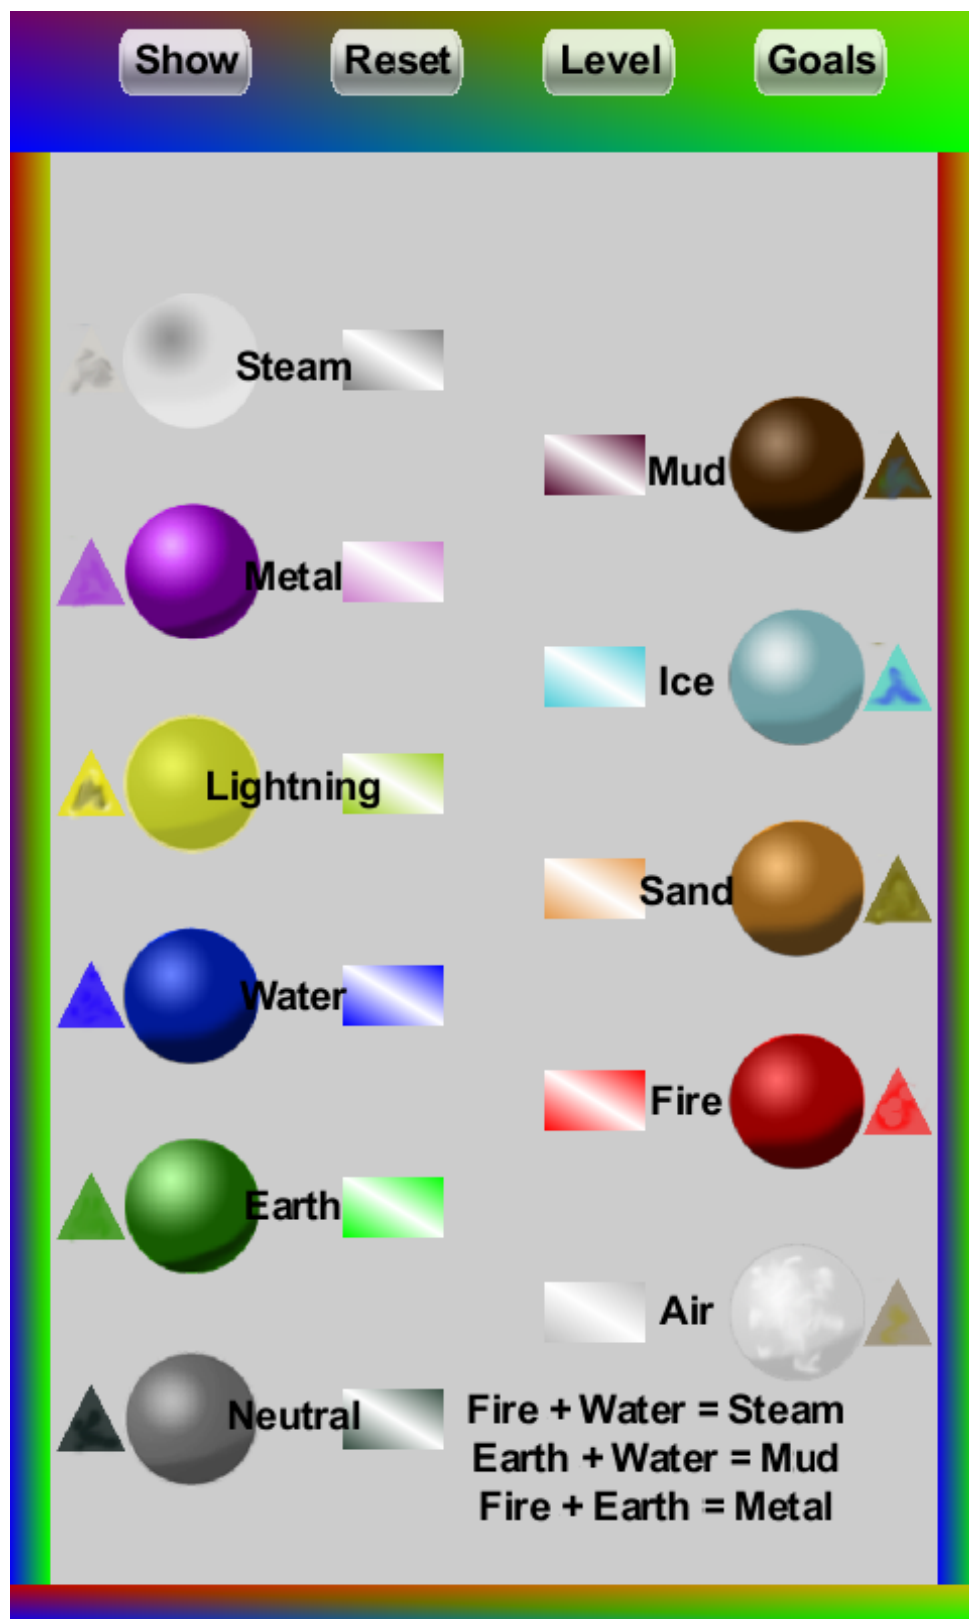 Show
Reset
Level
Goals
Steam
Mud
Metal
Ice
Lightning
Sand
Water
Fire
Earth
Air
Neutral
Fire + Water = Steam
Earth + Water = Mud
Fire + Earth = Metal